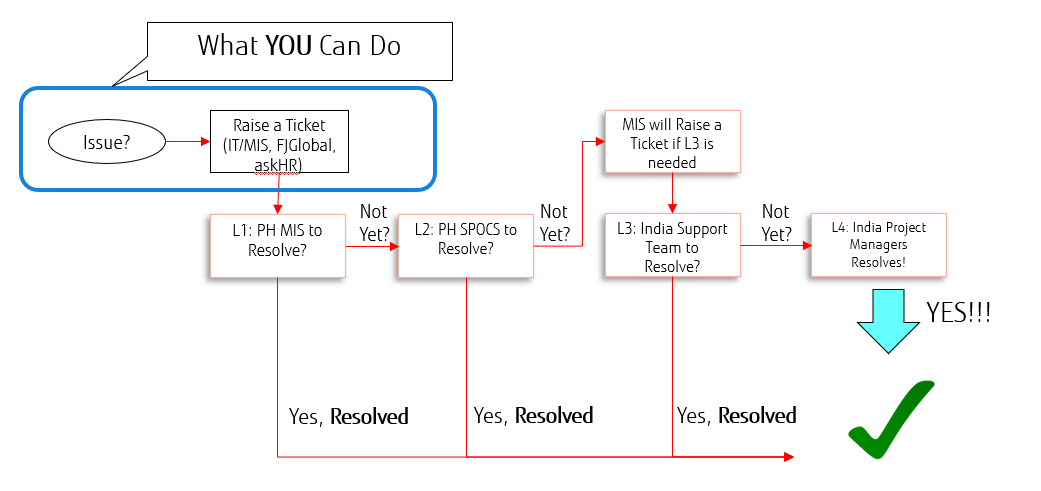 What YOU Can Do
Issue?
Raise a Ticket
(IT/MIS, FJGlobal,
askHR)
MIS will Raise a
Ticket if L3 is
needed
L1: PH MIS to
Resolve?
Not
Yet?
L2: PH SPOCS to
Resolve?
Not
Yet?
L3: India Support
Team to
Resolve?
Not
Yet?
L4: India Project
Managers
Resolves!
YES!!!
Yes, Resolved
Yes, Resolved
Yes, Resolved